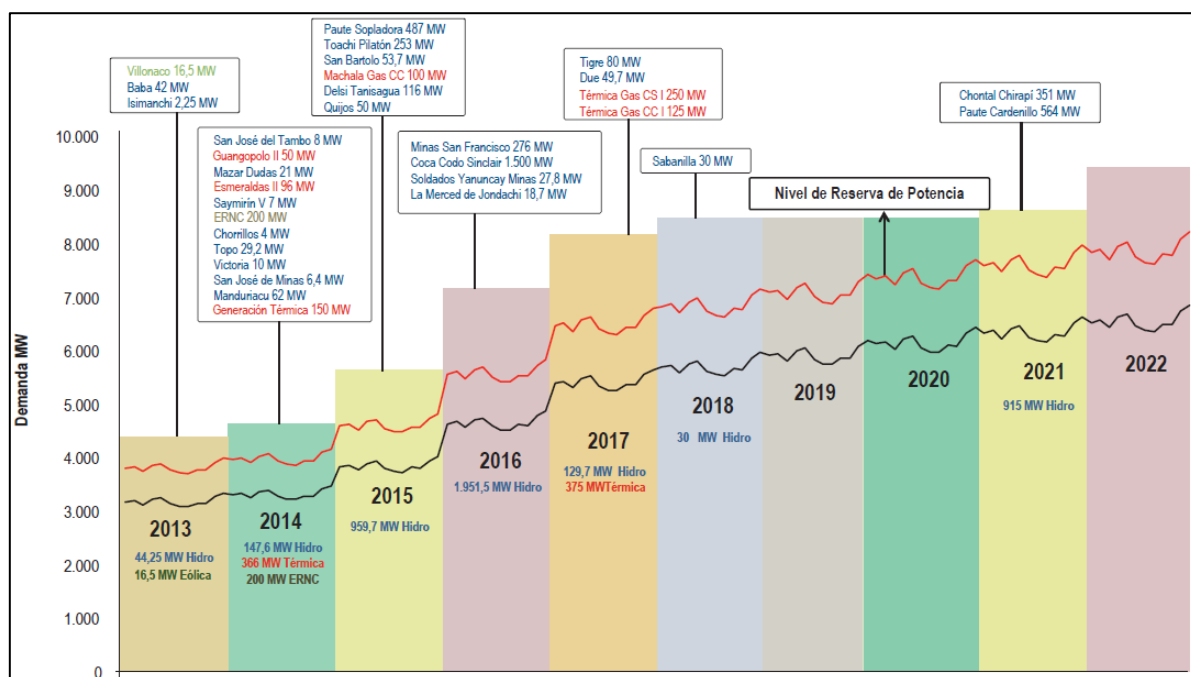 Villonaco 16,5 MW
Baba 42 MW
Isimanchi 2,25 MW
San José del Tambo 8 MW
Guangopolo II 50 MW
Mazar Dudas 21 MW
Esmeraldas II 96 MW
Saymirín V 7 MW
ERNC 200 MW
Chorrillos 4 MW
Topo 29,2 MW
Victoria 10 MW
San José de Minas 6,4 MW
Manduriacu 62 MW
Generación Térmica 150 MW
Paute Sopladora 487 MW
Toachi Pilatón 253 MW
San Bartolo 53,7 MW
Machala Gas CC 100 MW
Delsi Tanisagua 116 MW
Quijos 50 MW
Minas San Francisco 276 MW
Coca Codo Sinclair 1.500 MW
Soldados Yanuncay Minas 27,8 MW
La Merced de Jondachi 18,7 MW
Tigre 80 MW
Due 49,7 MW
Térmica Gas CS I 250 MW
Térmica Gas CC I 125 MW
Sabanilla 30 MW
Chontal Chirapí 351 MW
Paute Cardenillo 564 MW
Nivel de Reserva de Potencia
Demanda MW
10.000
9.000
8.000
7.000
6.000
5.000
4.000
3.000
2.000
1.000
0
2013
44,25 MW Hidro
16,5 MW Eólica
2014
147,6 MW Hidro
366 MW Térmica
200 MW ERNC
2015
959,7 MW Hidro
2016
1.951,5 MW Hidro
2017
129,7 MW Hidro
375 MWTérmica
2018
30 MW Hidro
2019
2020
2021
915 MW Hidro
2022